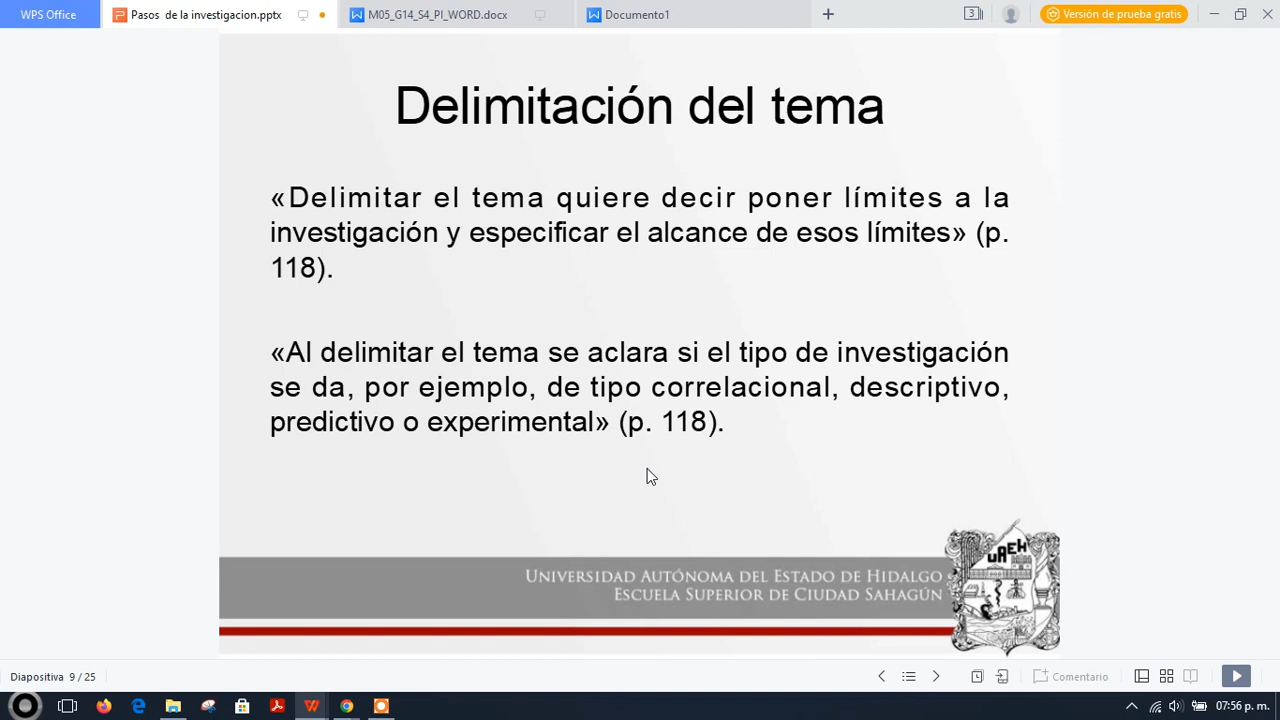 WPS Office
Pasos de la investigacion.pptx
M05_G14_S4_PI_WORD.docx
Documento1
3
Versión de prueba gratis
Delimitación del tema
«Delimitar el tema quiere decir poner límites a la
investigación y especificar el alcance de esos límites» (p.
118).
«Al delimitar el tema se aclara si el tipo de investigación
se da, por ejemplo, de tipo correlacional, descriptivo,
predictivo o experimental» (p. 118).
UAEH
UNIVERSIDAD AUTÓNOMA DEL ESTADO DE HIDALGO
ESCUELA SUPERIOR DE CIUDAD SAHAGÚN
Diapositiva 9 / 25
Comentario
07:56 p. m.